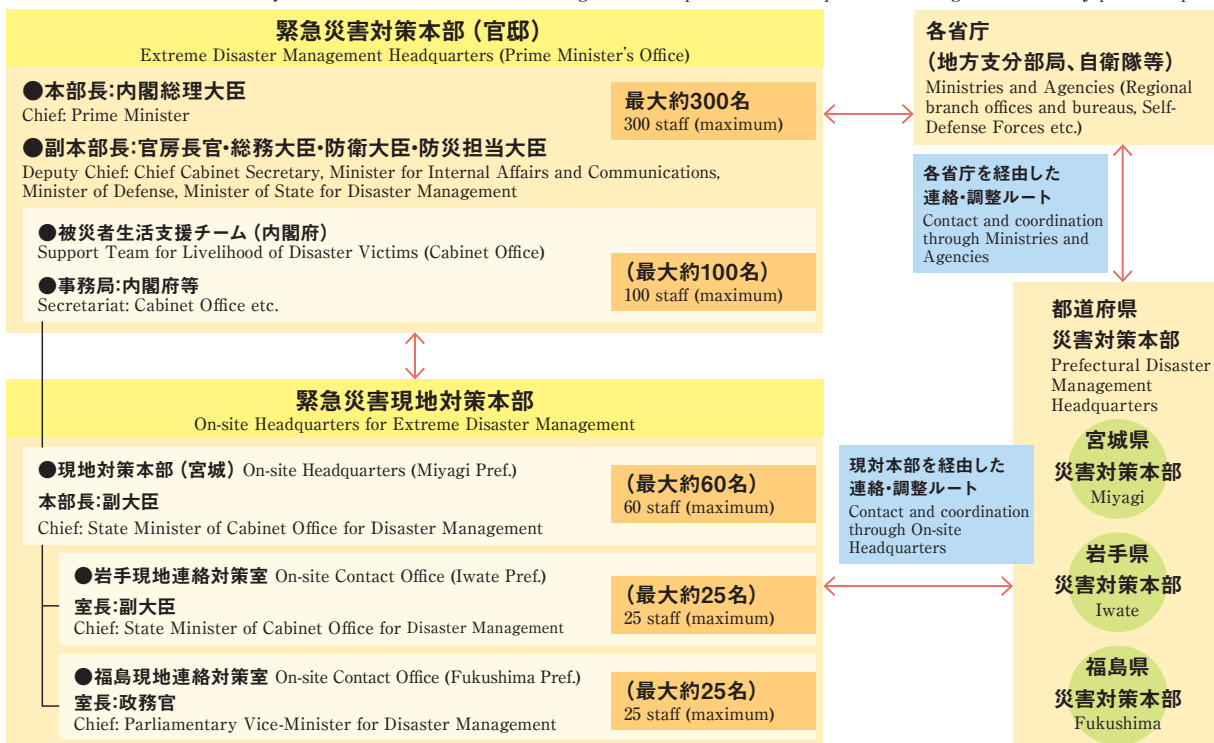 緊急災害対策本部（官邸）
Extreme Disaster Management Headquarters (Prime Minister's Office)
●本部長：内閣総理大臣
Chief: Prime Minister
最大約300名
300 staff (maximum)
●副本部長：官房長官・総務大臣・防衛大臣・防災担当大臣
Deputy Chief: Chief Cabinet Secretary, Minister for Internal Affairs and Communications,
Minister of Defense, Minister of State for Disaster Management
●被災者生活支援チーム（内閣府）
Support Team for Livelihood of Disaster Victims (Cabinet Office)
●事務局：内閣府等
Secretariat: Cabinet Office etc.
（最大約100名）
100 staff (maximum)
各省庁
（地方支分部局、自衛隊等）
Ministries and Agencies (Regional
branch offices and bureaus, Self-
Defense Forces etc.)
各省庁を経由した
連絡・調整ルート
Contact and coordination
through Ministries and
Agencies
緊急災害現地対策本部
On-site Headquarters for Extreme Disaster Management
●現地対策本部（宮城） On-site Headquarters (Miyagi Pref.)
本部長：副大臣
Chief: State Minister of Cabinet Office for Disaster Management
（最大約60名）
60 staff (maximum)
●岩手現地連絡対策室 On-site Contact Office (Iwate Pref.)
室長：副大臣
Chief: State Minister of Cabinet Office for Disaster Management
（最大約25名）
25 staff (maximum)
●福島現地連絡対策室 On-site Contact Office (Fukushima Pref.)
室長：政務官
Chief: Parliamentary Vice-Minister for Disaster Management
（最大約25名）
25 staff (maximum)
現対本部を経由した
連絡・調整ルート
Contact and coordination
through On-site
Headquarters
都道府県
災害対策本部
Prefectural Disaster
Management
Headquarters
宮城県
災害対策本部
Miyagi
岩手県
災害対策本部
Iwate
福島県
災害対策本部
Fukushima